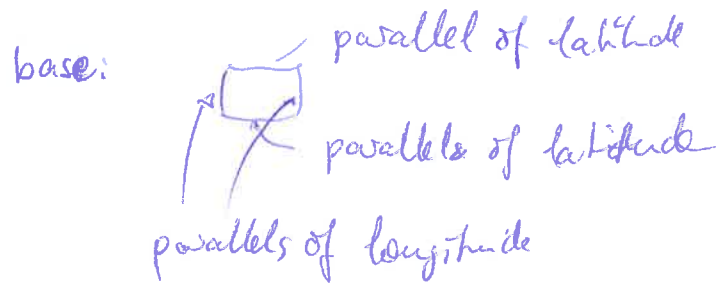 parallel of latitude
base:
parallels of latitude
parallels of longitude